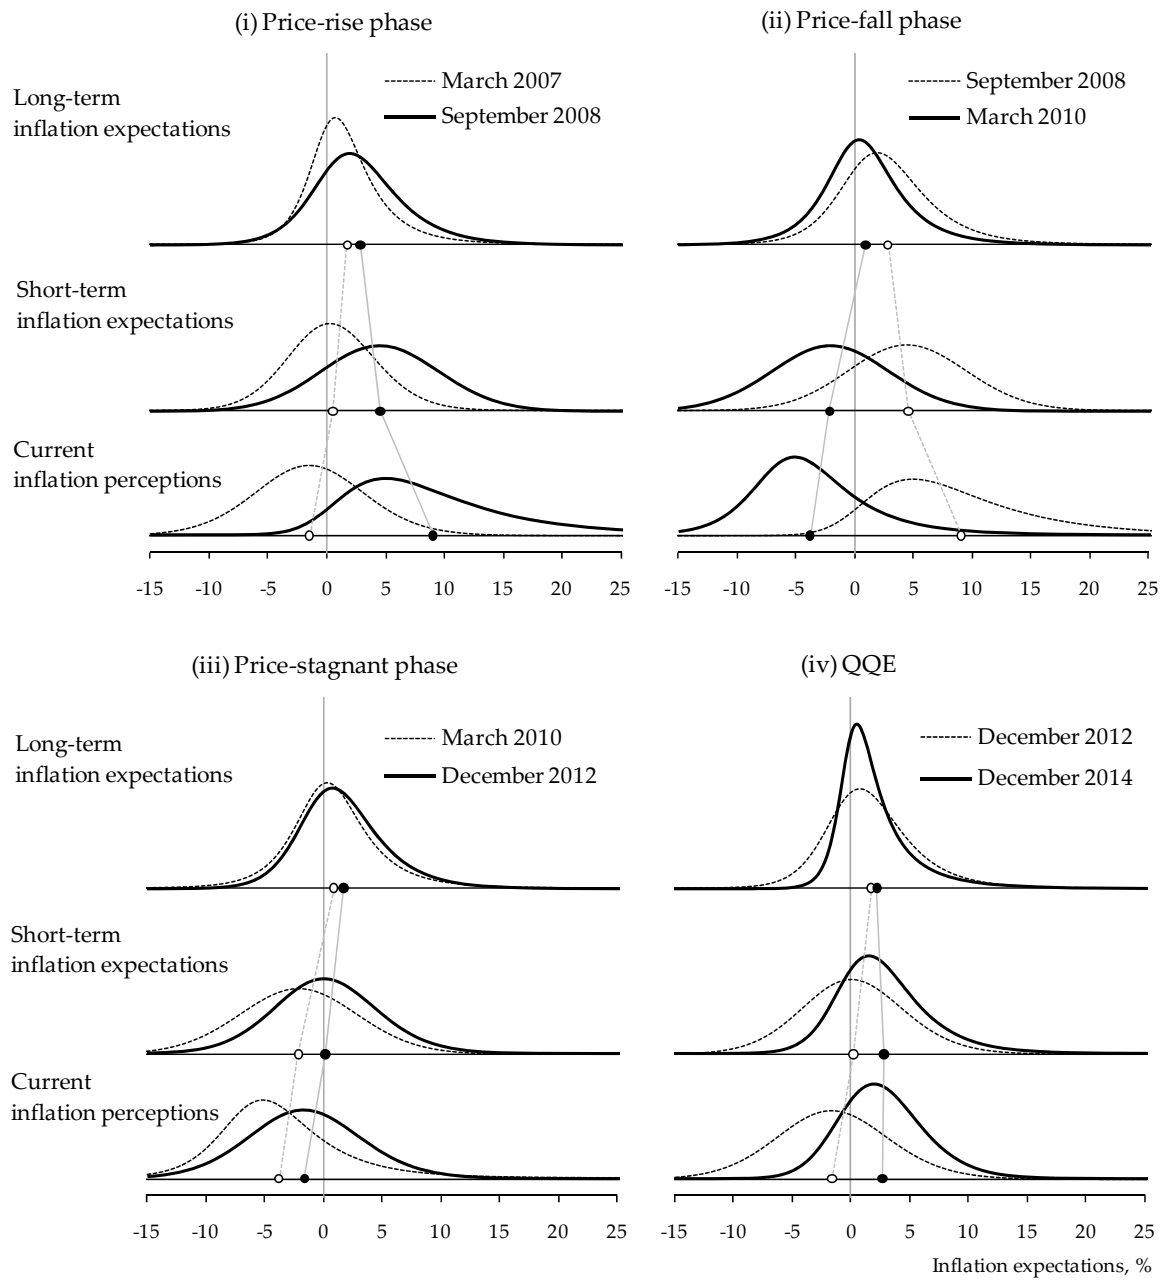 (i) Price-rise phase
Long-term
inflation expectations
March 2007
September 2008
Short-term
inflation expectations
Current
inflation perceptions
-15 -10 -5 0 5 10 15 20 25
(ii) Price-fall phase
September 2008
March 2010
-15 -10 -5 0 5 10 15 20 25
(iii) Price-stagnant phase
Long-term
inflation expectations
March 2010
December 2012
Short-term
inflation expectations
Current
inflation perceptions
-15 -10 -5 0 5 10 15 20 25
(iv) QQE
December 2012
December 2014
-15 -10 -5 0 5 10 15 20 25
Inflation expectations, %